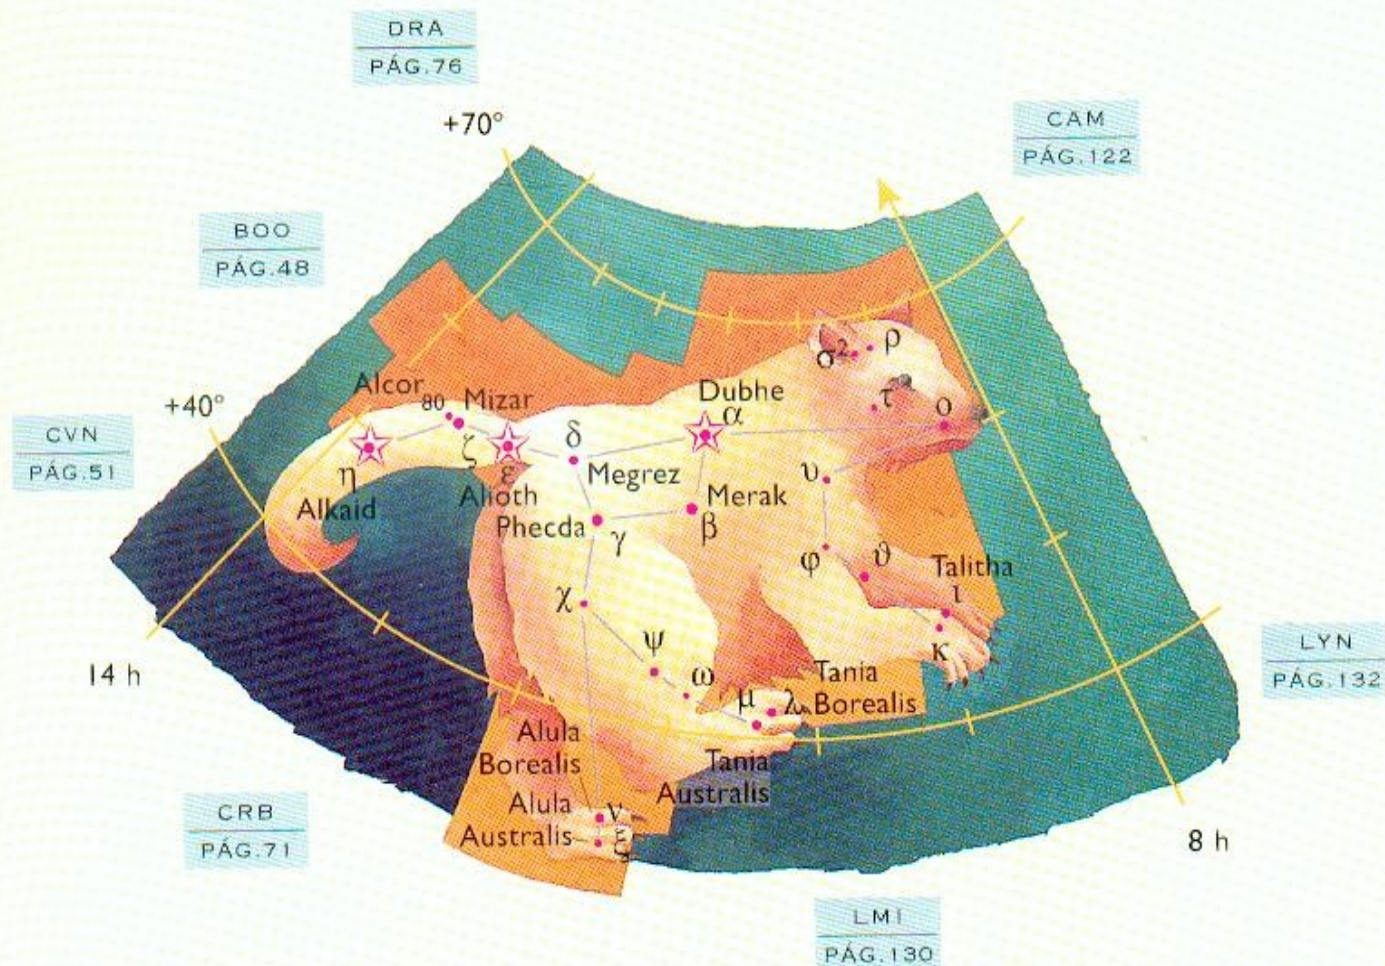 DRA
PÁG.76
+70°
CAM
PÁG.122
BOO
PÁG.48
σ² ρ
Alcor
80 Mizar
Dubhe
α
τ
ο
+40°
CVN
PÁG.51
η
ζ
ε
δ
Megrez
υ
Alkaid
Alioth
Phecda
γ
Merak
β
φ
ϑ
Talitha
ι
χ
κ
14 h
ψ
ω
μ
λ
Tania
Borealis
LYN
PÁG.132
Alula
Borealis
Tania
Australis
Alula
Australis
ν
ξ
CRB
PÁG.71
8 h
LMI
PÁG.130